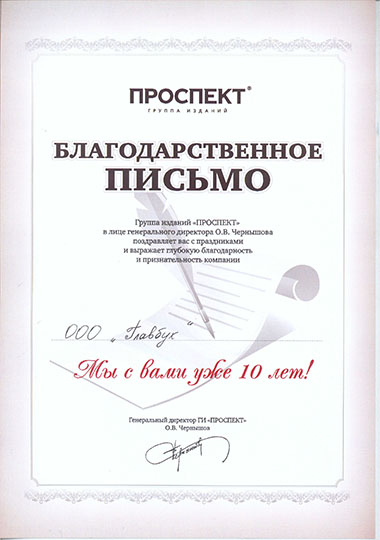 ПРОСПЕКТ®
ГРУППА ИЗДАНИЙ
БЛАГОДАРСТВЕННОЕ
ПИСЬМО
Группа изданий «ПРОСПЕКТ»
в лице генерального директора О.В. Чернышова
поздравляет вас с праздниками
и выражает глубокую благодарность
и признательность компании
ООО „Главбух“
Мы с вами уже 10 лет!
Генеральный директор ГИ «ПРОСПЕКТ»
О.В. Чернышов